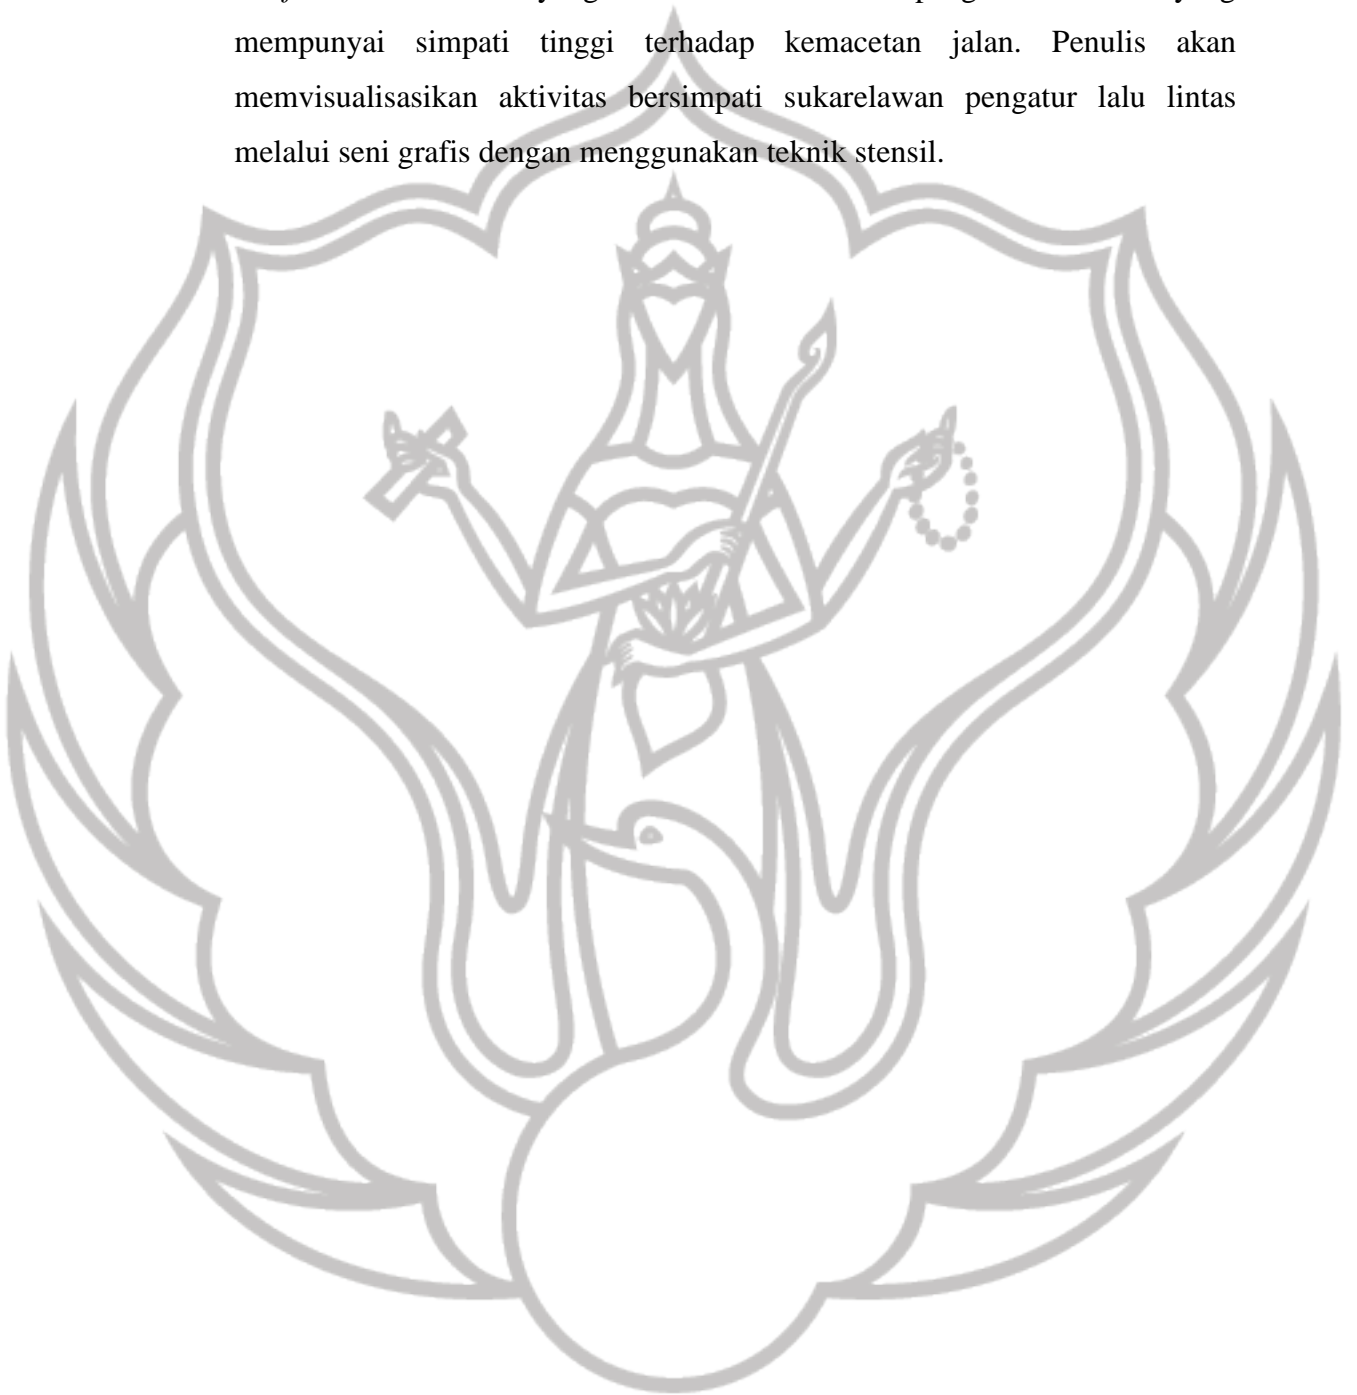 mempunyai simpati tinggi terhadap kemacetan jalan. Penulis akan
memvisualisasikan aktivitas bersimpati sukarelawan pengatur lalu lintas
melalui seni grafis dengan menggunakan teknik stensil.